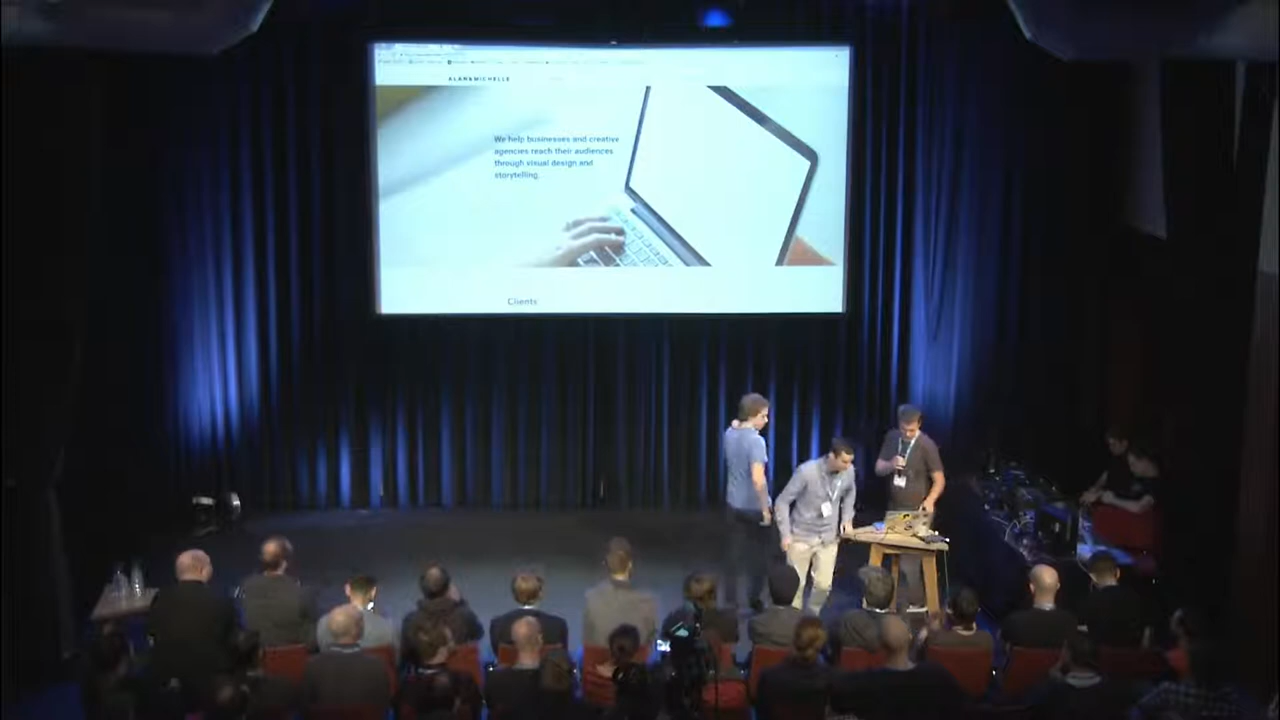 ALAN&MICHELLE
We help businesses and creative
agencies reach their audiences
through visual design and
storytelling.
Clients